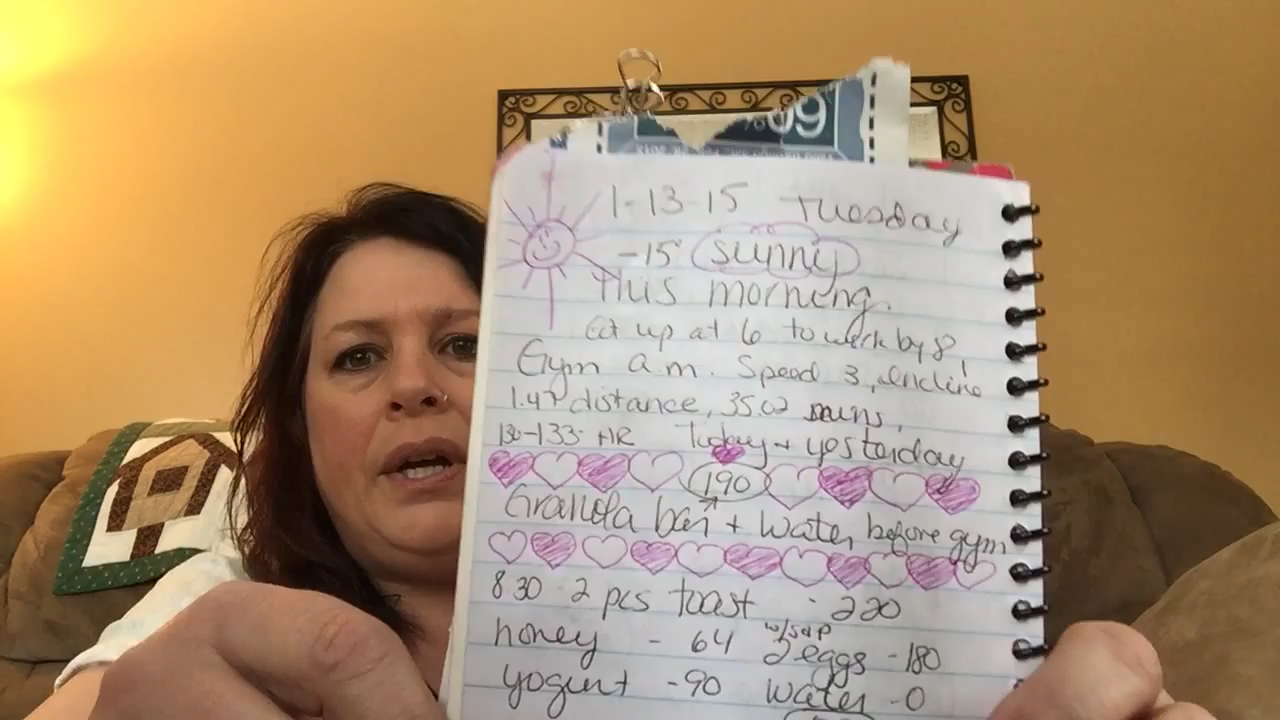 %09
1-13-15 Tuesday
-15° sunny
this morning.
Got up at 6 to work by 8,
Gym a.m. Speed 3, incline
1.47 distance, 35.02 mins,
130-133 HR Today + yesterday
190
Granola bar + Water before gym
8 30 2 pcs toast - 220
honey - 64 w/s&p 2 eggs - 180
yogurt - 90 water - 0